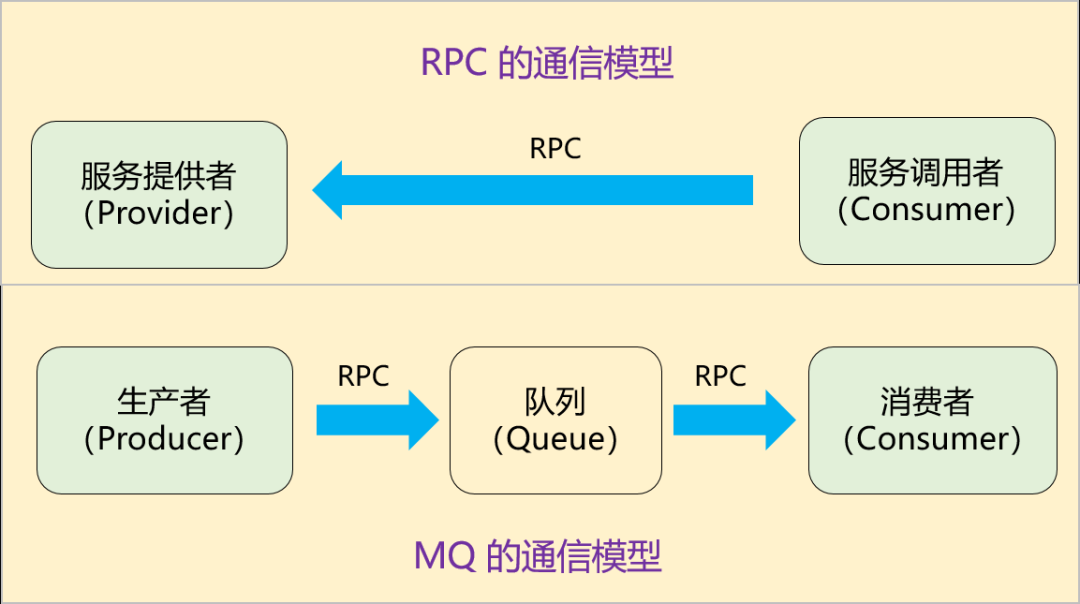 RPC 的通信模型
RPC
服务提供者
（Provider）
服务调用者
（Consumer）
RPC
RPC
生产者
（Producer）
队列
（Queue）
消费者
（Consumer）
MQ 的通信模型